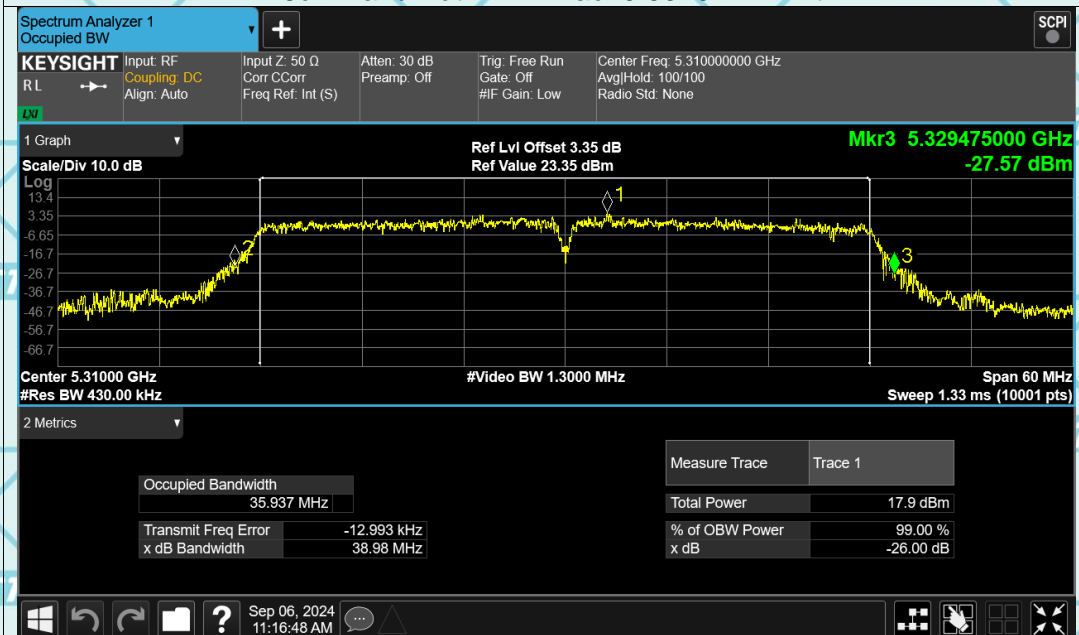 Spectrum Analyzer 1
Occupied BW
+
SCPI
KEYSIGHT
R L
LXI
Input: RF
Coupling: DC
Align: Auto
Input Z: 50 Ω
Corr CCorr
Freq Ref: Int (S)
Atten: 30 dB
Preamp: Off
Trig: Free Run
Gate: Off
#IF Gain: Low
Center Freq: 5.310000000 GHz
Avg|Hold: 100/100
Radio Std: None
1 Graph
Scale/Div 10.0 dB
Ref Lvl Offset 3.35 dB
Ref Value 23.35 dBm
Mkr3 5.329475000 GHz
-27.57 dBm
Log
13.4
3.35
-6.65
-16.7
-26.7
-36.7
-46.7
-56.7
-66.7
1
2
3
Center 5.31000 GHz
#Video BW 1.3000 MHz
Span 60 MHz
#Res BW 430.00 kHz
Sweep 1.33 ms (10001 pts)
2 Metrics
Measure Trace Trace 1
Occupied Bandwidth
35.937 MHz
Total Power 17.9 dBm
Transmit Freq Error -12.993 kHz
% of OBW Power 99.00 %
x dB Bandwidth 38.98 MHz
x dB -26.00 dB
?
Sep 06, 2024
11:16:48 AM